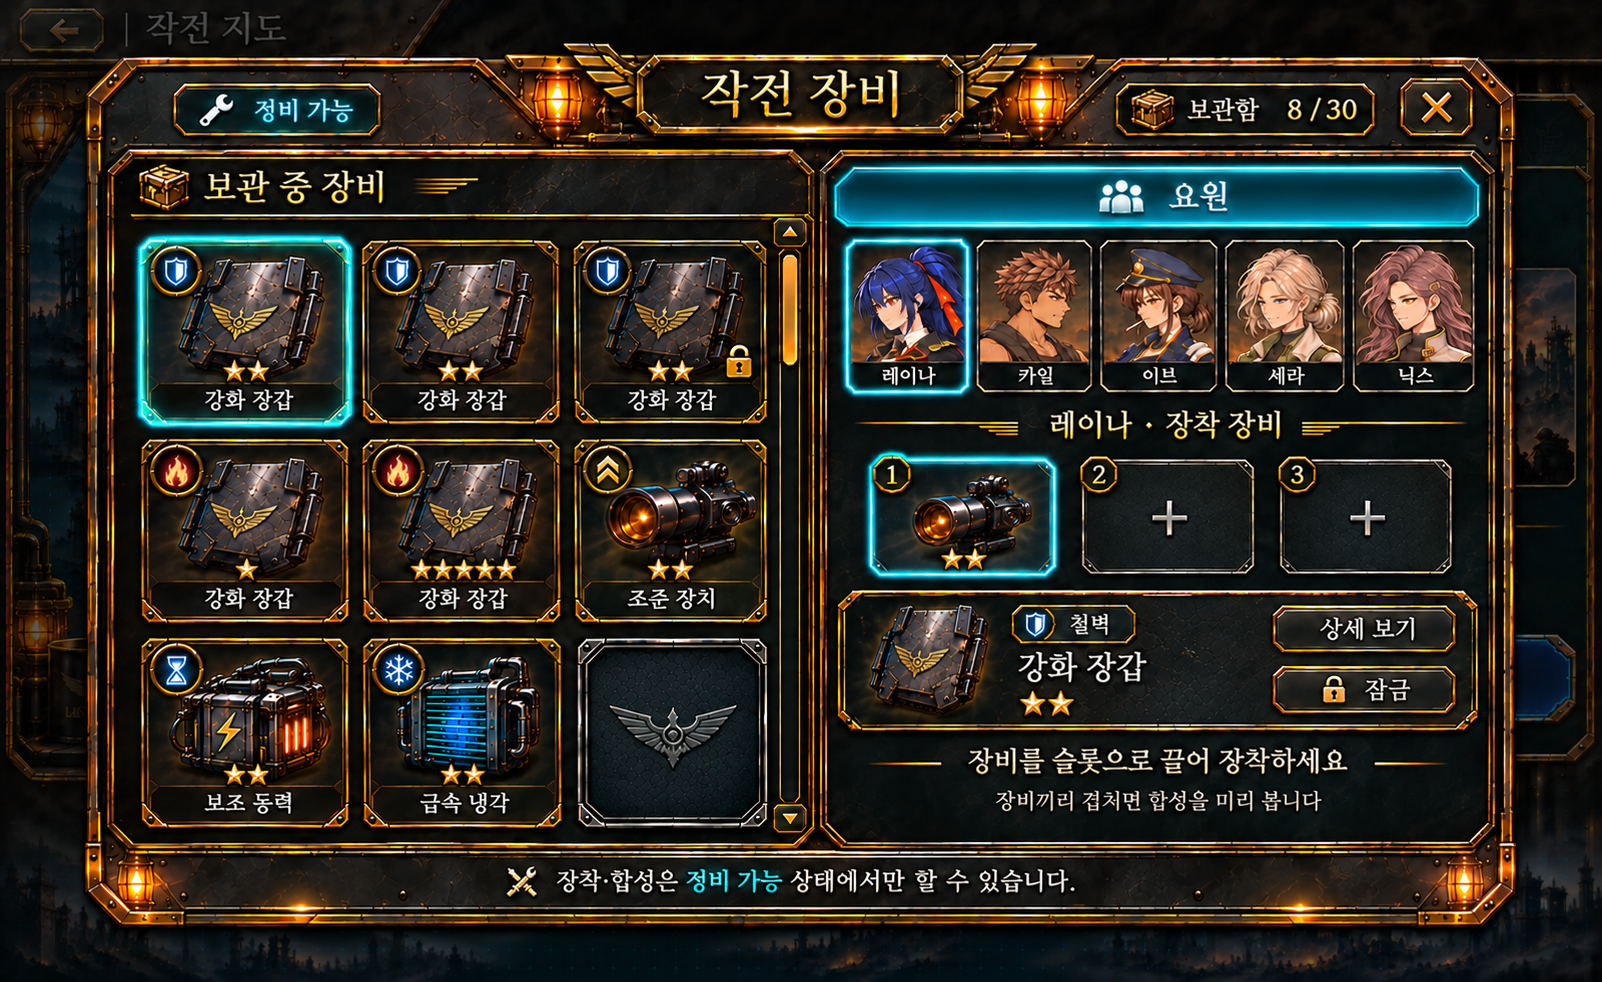 작전 지도
정비 가능
작전 장비
보관함 8 / 30
보관 중 장비
강화 장갑
강화 장갑
강화 장갑
강화 장갑
강화 장갑
조준 장치
보조 동력
급속 냉각
요원
레이나
카일
이브
세라
닉스
레이나 · 장착 장비
1
2
3
철벽
강화 장갑
상세 보기
잠금
장비를 슬롯으로 끌어 장착하세요
장비끼리 겹치면 합성을 미리 봅니다
장착·합성은 정비 가능 상태에서만 할 수 있습니다.